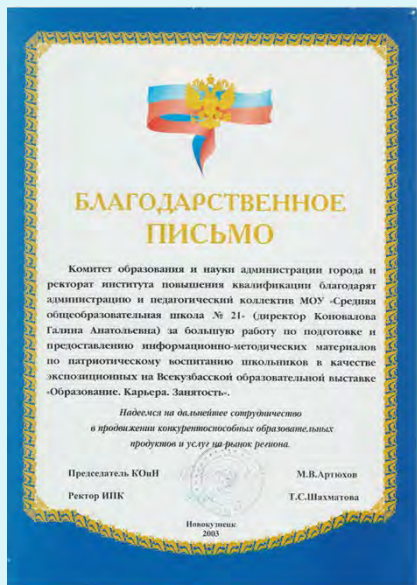 БЛАГОДАРСТВЕННОЕ
ПИСЬМО
Комитет образования и науки администрации города и
ректорат института повышения квалификации благодарят
администрацию и педагогический коллектив МОУ «Средняя
общеобразовательная школа № 21» (директор Коновалова
Галина Анатольевна) за большую работу по подготовке и
предоставлению информационно-методических материалов
по патриотическому воспитанию школьников в качестве
экспозиционных на Всекузбасской образовательной выставке
«Образование. Карьера. Занятость».
Надеемся на дальнейшее сотрудничество
в продвижении конкурентоспособных образовательных
продуктов и услуг на рынок региона.
Председатель КОиН М.В.Артюхов
Ректор ИПК Т.С.Шахматова
Новокузнецк
2003